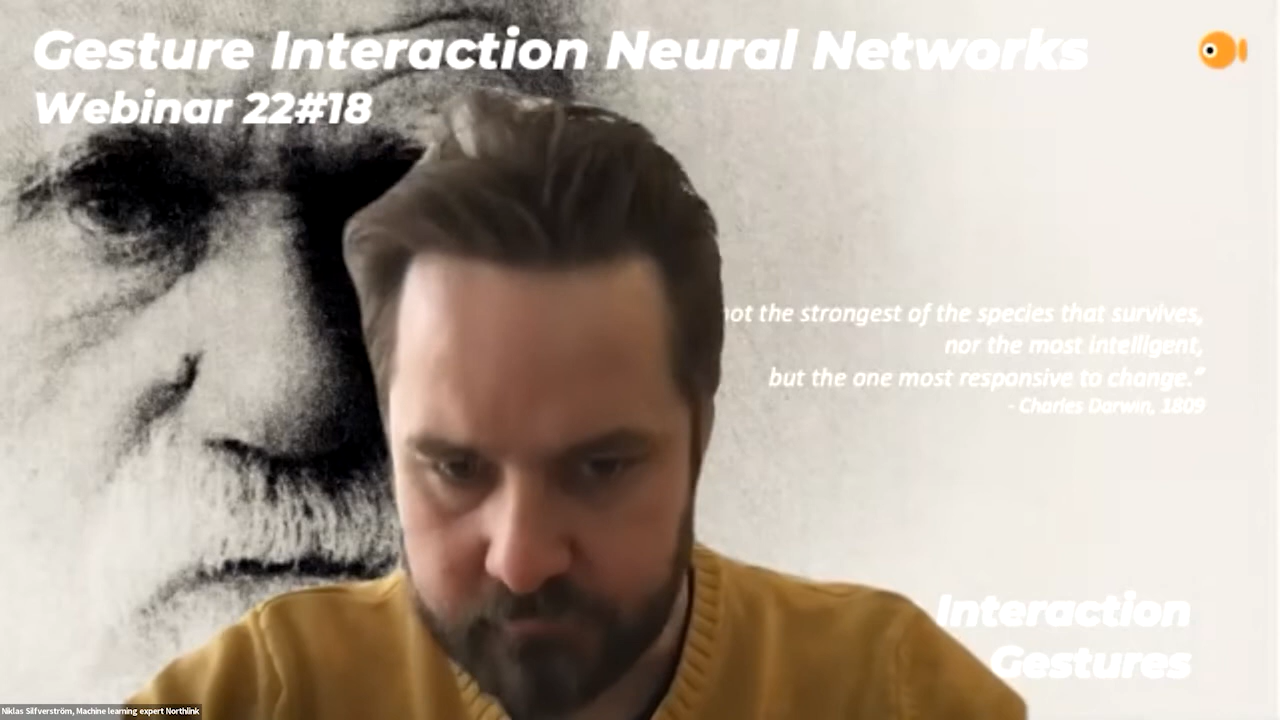 Gesture Interaction Neural Networks
Webinar 22#18
not the strongest of the species that survives,
nor the most intelligent,
but the one most responsive to change.”
- Charles Darwin, 1809
Interaction
Gestures
Niklas Silfverström, Machine learning expert Northlink